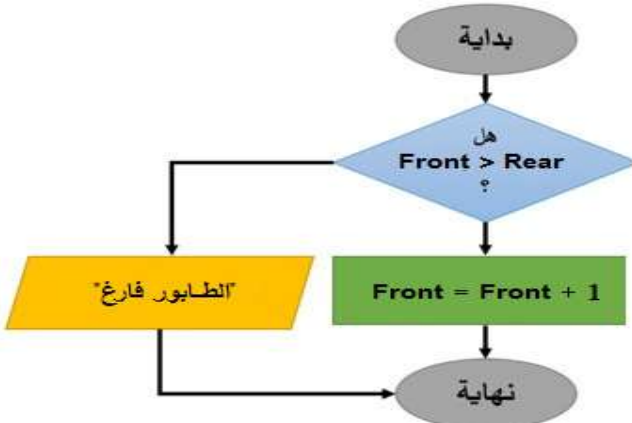 بداية
هل
Front > Rear
؟
"الطابور فارغ"
Front = Front + 1
نهاية